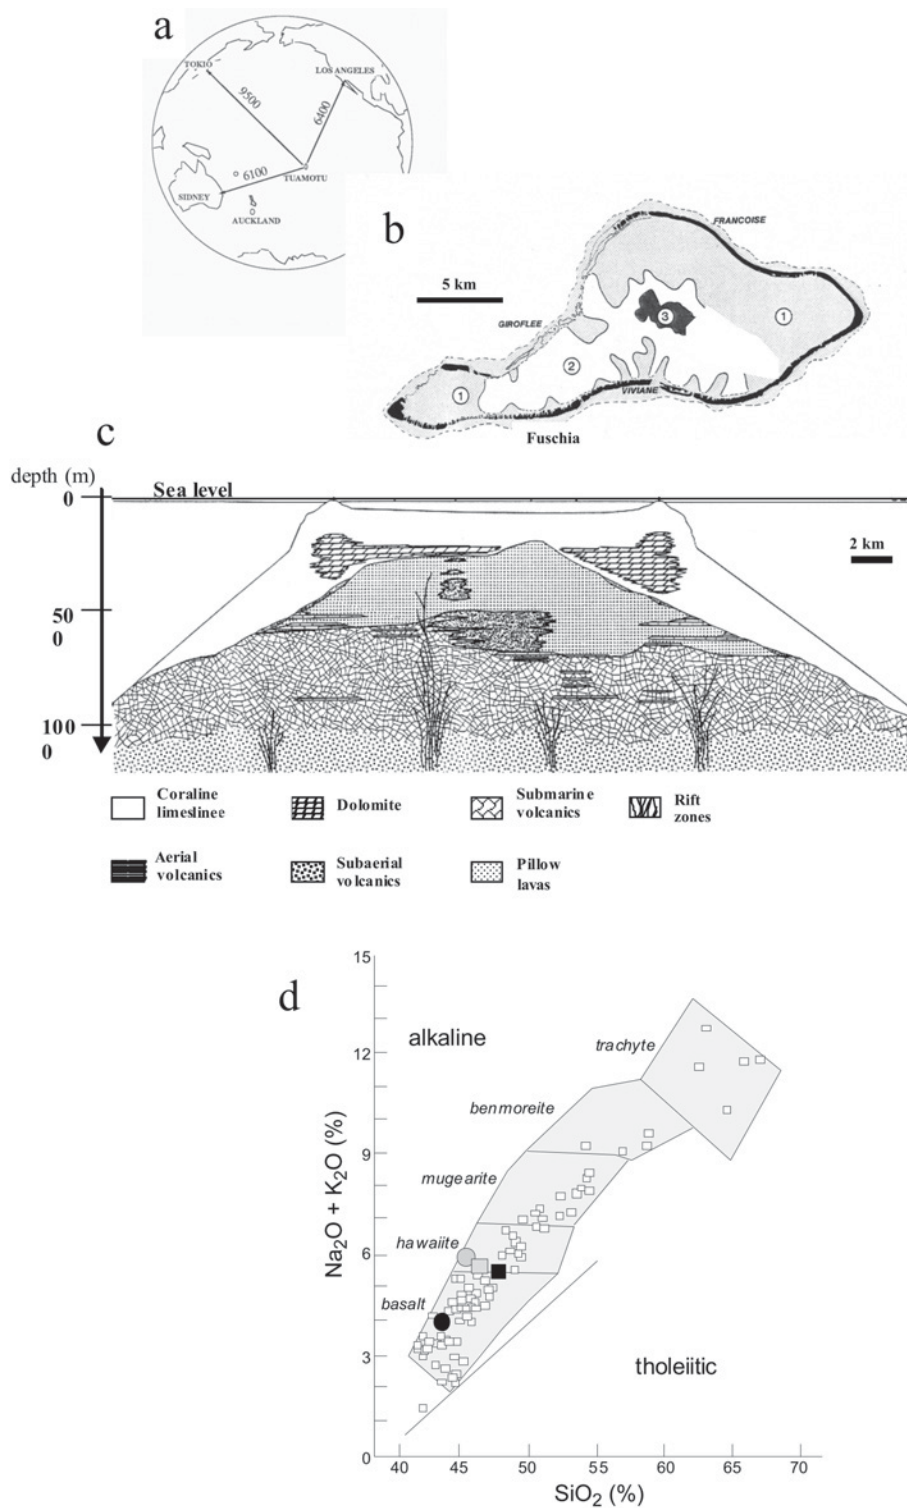 a
TOKIO
LOS ANGELES
9500
6400
6100
TUAMOTU
SIDNEY
AUCKLAND
b
FRANCOISE
5 km
3
1
GIROFLEE
2
1
VIVIANE
Fuschia
c
depth (m)
0
Sea level
2 km
50
0
100
0
Coraline
limeslinee
Dolomite
Submarine
volcanics
Rift
zones
Aerial
volcanics
Subaerial
volcanics
Pillow
lavas
d
15
alkaline
trachyte
12
benmoreite
9
mugearite
hawaiite
6
basalt
3
tholeiitic
0
Na₂O + K₂O (%)
40 45 50 55 60 65 70
SiO₂ (%)